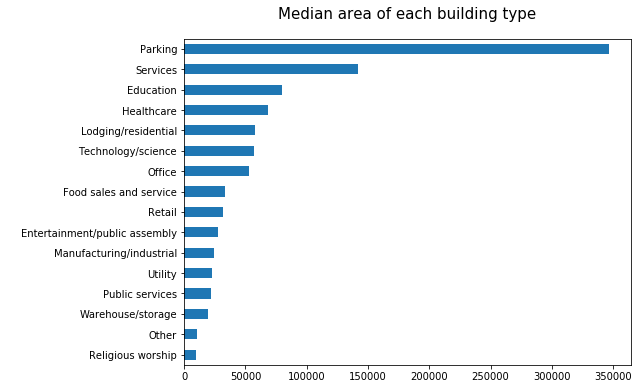 Median area of each building type
Parking
Services
Education
Healthcare
Lodging/residential
Technology/science
Office
Food sales and service
Retail
Entertainment/public assembly
Manufacturing/industrial
Utility
Public services
Warehouse/storage
Other
Religious worship
0 50000 100000 150000 200000 250000 300000 350000